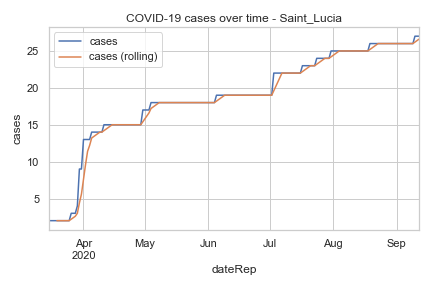 COVID-19 cases over time - Saint_Lucia
cases
cases (rolling)
25
20
15
10
5
cases
Apr
2020
May
Jun
Jul
Aug
Sep
dateRep